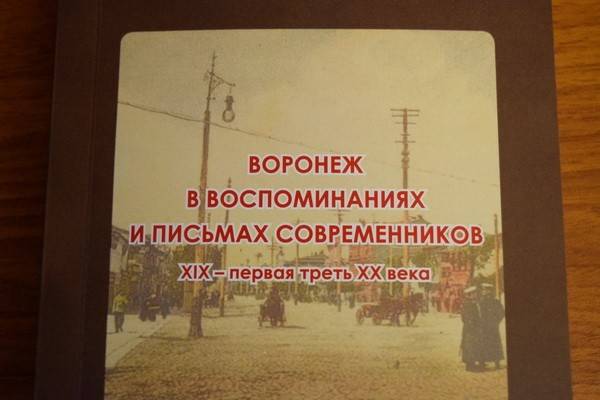 ВОРОНЕЖ
В ВОСПОМИНАНИЯХ
И ПИСЬМАХ СОВРЕМЕННИКОВ
XIX – первая треть XX века